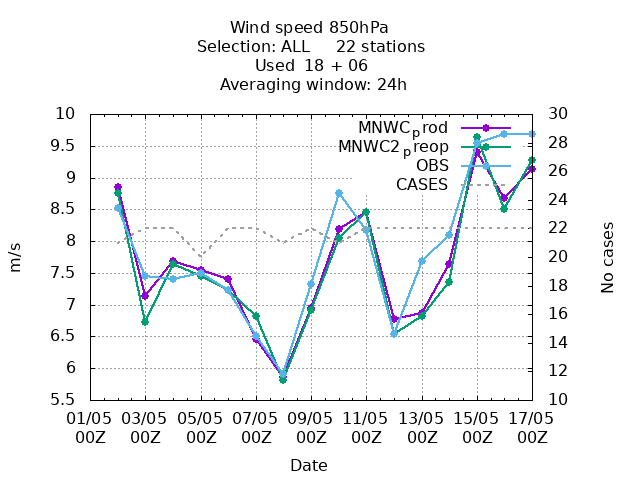 Wind speed 850hPa
Selection: ALL     22 stations
Used  18 + 06
Averaging window: 24h
10 30
9.5 28
9 26
8.5 24
8 22
7.5 20
7 18
6.5 16
6 14
5.5 12
10
MNWCprod
MNWC2preop
OBS
CASES
m/s
No cases
01/05 03/05 05/05 07/05 09/05 11/05 13/05 15/05 17/05
00Z 00Z 00Z 00Z 00Z 00Z 00Z 00Z 00Z
Date